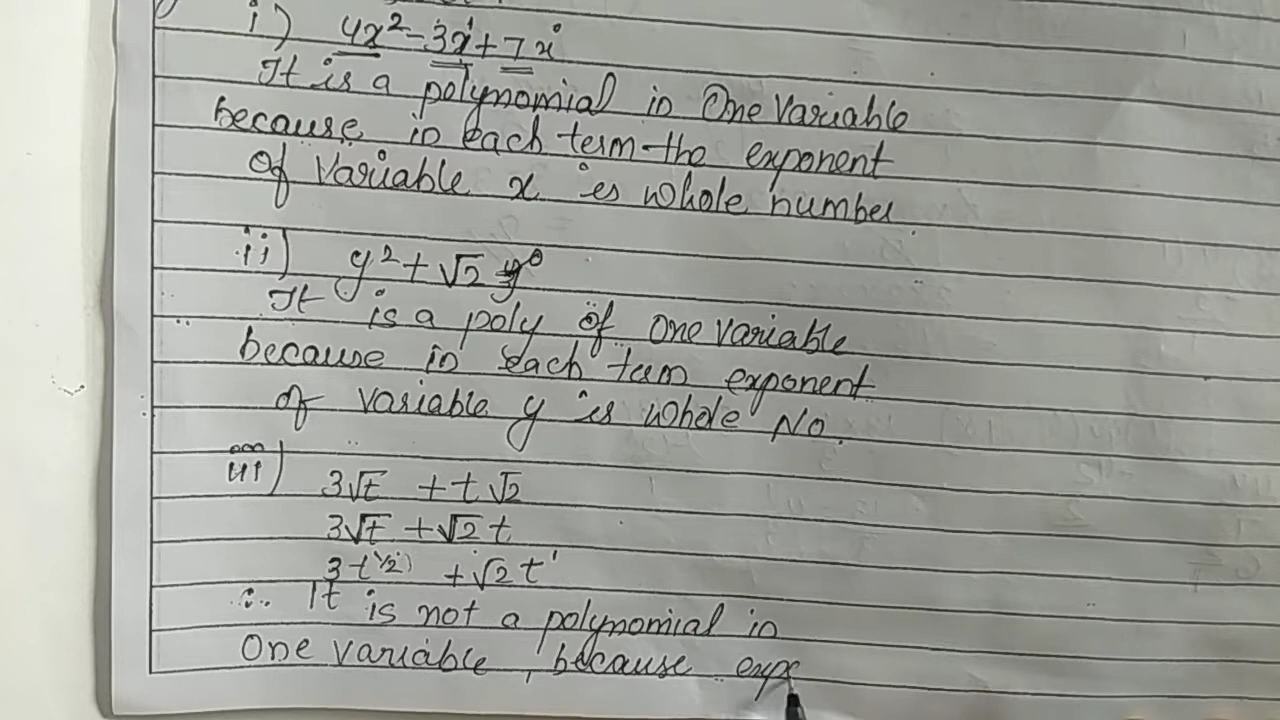 i) 4x² - 3x¹ + 7x⁰
It is a polynomial in One Variable
because in each term the exponent
of Variable x is whole number
ii) y² + √2 y⁰
It is a poly of one variable
because in each term exponent
of variable y is whole No.
iii) 3√t + t√2
3√t + √2 t
3t(1/2) + √2 t¹
∴ It is not a polynomial in
One variable, because exp